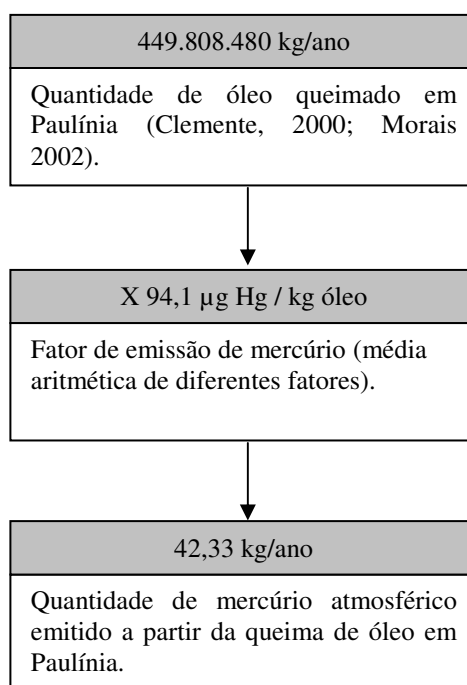 449.808.480 kg/ano
Quantidade de óleo queimado em
Paulínia (Clemente, 2000; Morais
2002).
X 94,1 µg Hg / kg óleo
Fator de emissão de mercúrio (média
aritmética de diferentes fatores).
42,33 kg/ano
Quantidade de mercúrio atmosférico
emitido a partir da queima de óleo em
Paulínia.